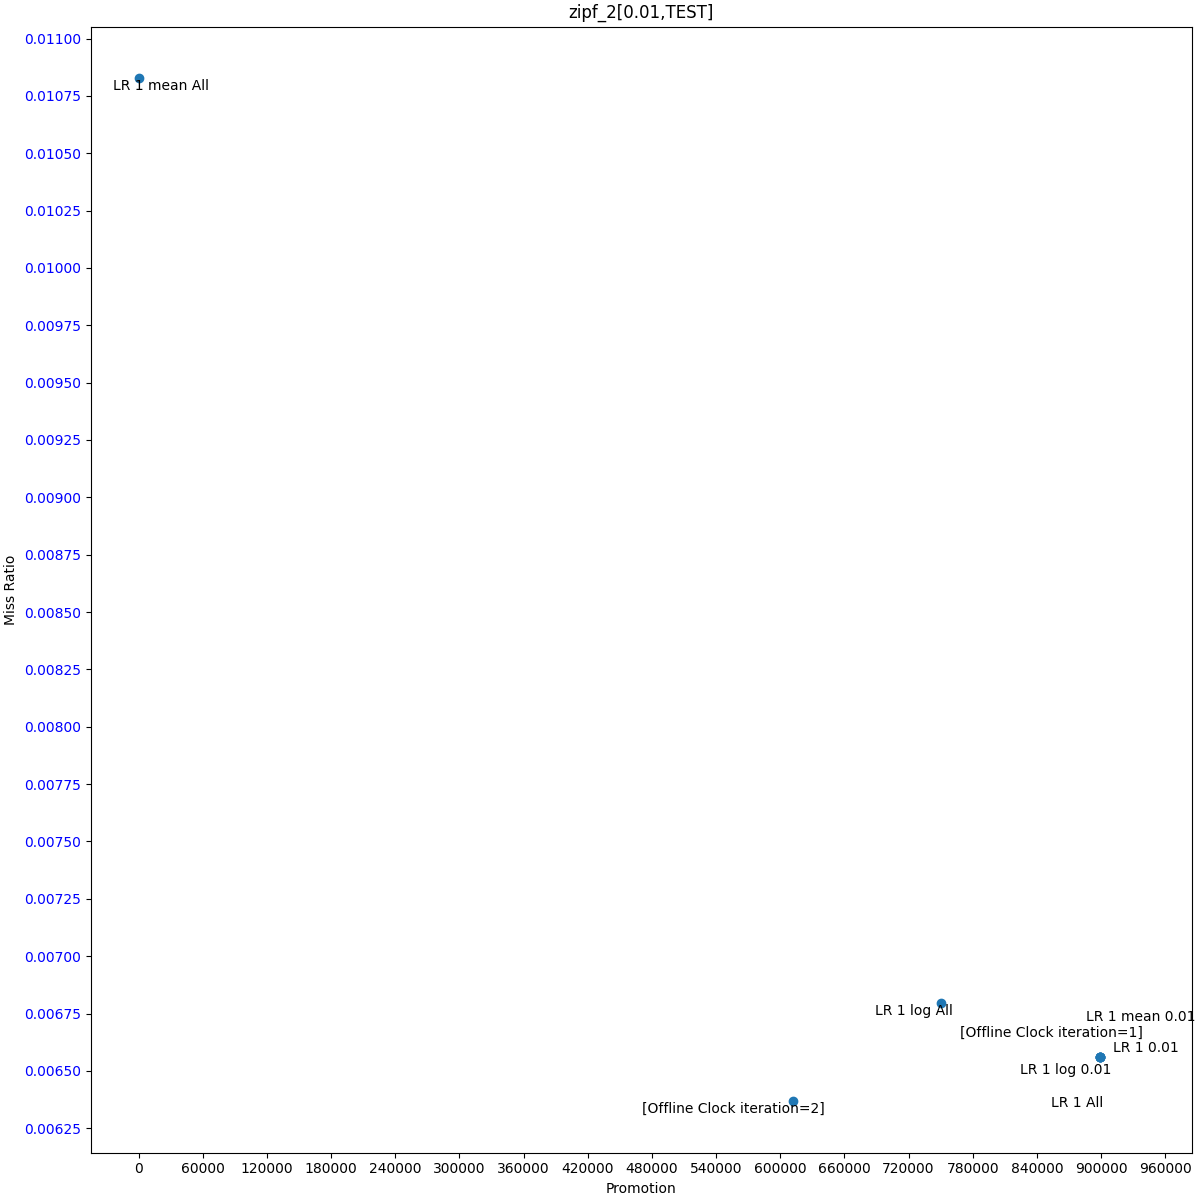 zipf_2[0.01,TEST]
0.01100
LR 1 mean All
0.01075
0.01050
0.01025
0.01000
0.00975
0.00950
0.00925
0.00900
0.00875
0.00850
0.00825
0.00800
0.00775
0.00750
0.00725
0.00700
0.00675
0.00650
0.00625
Miss Ratio
LR 1 log All
LR 1 mean 0.01
[Offline Clock iteration=1]
LR 1 0.01
LR 1 log 0.01
LR 1 All
[Offline Clock iteration=2]
0 60000 120000 180000 240000 300000 360000 420000 480000 540000 600000 660000 720000 780000 840000 900000 960000
Promotion